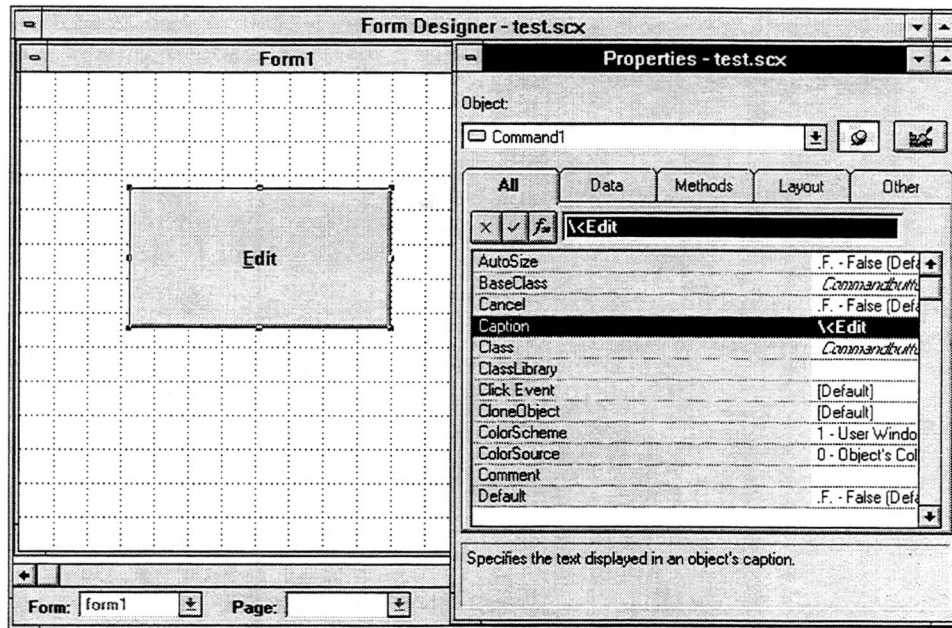 Form Designer - test.scx
Form1
Edit
Form: form1 Page:
Properties - test.scx
Object:
Command1
All Data Methods Layout Other
\<Edit
AutoSize .F. - False (Defa
BaseClass Commandbutto
Cancel .F. - False (Defa
Caption \<Edit
Class Commandbutto
ClassLibrary
Click Event [Default]
CloneObject [Default]
ColorScheme 1 - User Windo
ColorSource 0 - Object's Col
Comment
Default .F. - False (Defa
Specifies the text displayed in an object's caption.